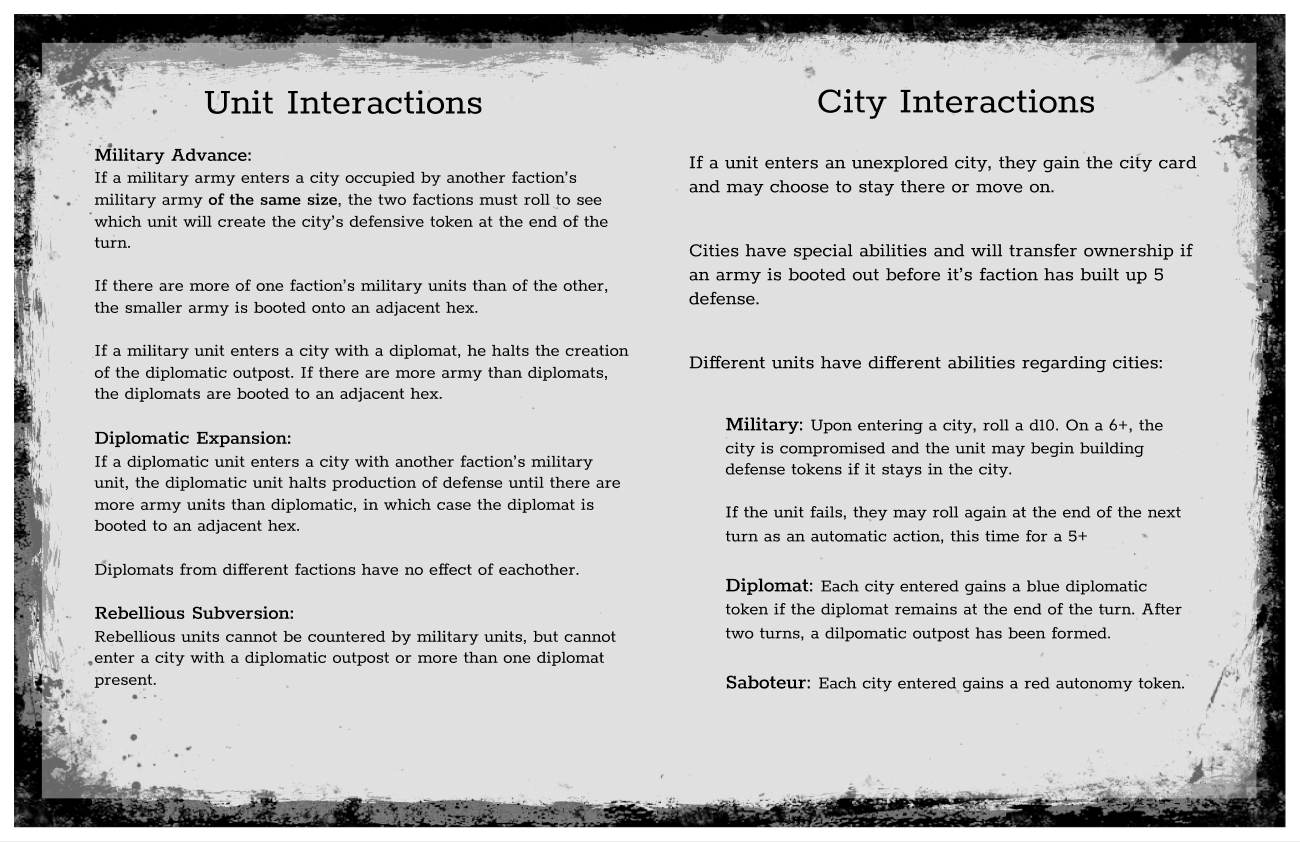 Unit Interactions
Military Advance:
If a military army enters a city occupied by another faction's
military army of the same size, the two factions must roll to see
which unit will create the city's defensive token at the end of the
turn.
If there are more of one faction's military units than of the other,
the smaller army is booted onto an adjacent hex.
If a military unit enters a city with a diplomat, he halts the creation
of the diplomatic outpost. If there are more army than diplomats,
the diplomats are booted to an adjacent hex.
Diplomatic Expansion:
If a diplomatic unit enters a city with another faction's military
unit, the diplomatic unit halts production of defense until there are
more army units than diplomatic, in which case the diplomat is
booted to an adjacent hex.
Diplomats from different factions have no effect of eachother.
Rebellious Subversion:
Rebellious units cannot be countered by military units, but cannot
enter a city with a diplomatic outpost or more than one diplomat
present.
City Interactions
If a unit enters an unexplored city, they gain the city card
and may choose to stay there or move on.
Cities have special abilities and will transfer ownership if
an army is booted out before it's faction has built up 5
defense.
Different units have different abilities regarding cities:
Military: Upon entering a city, roll a d10. On a 6+, the
city is compromised and the unit may begin building
defense tokens if it stays in the city.
If the unit fails, they may roll again at the end of the next
turn as an automatic action, this time for a 5+
Diplomat: Each city entered gains a blue diplomatic
token if the diplomat remains at the end of the turn. After
two turns, a dilpomatic outpost has been formed.
Saboteur: Each city entered gains a red autonomy token.